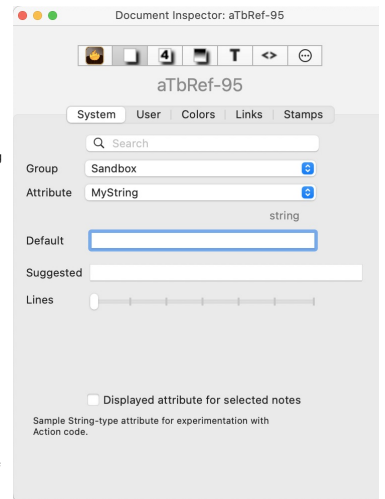 Document Inspector: aTbRef-95
4 T <>
aTbRef-95
System User Colors Links Stamps
Search
Group Sandbox
Attribute MyString
string
Default
Suggested
Lines
Displayed attribute for selected notes
Sample String-type attribute for experimentation with
Action code.